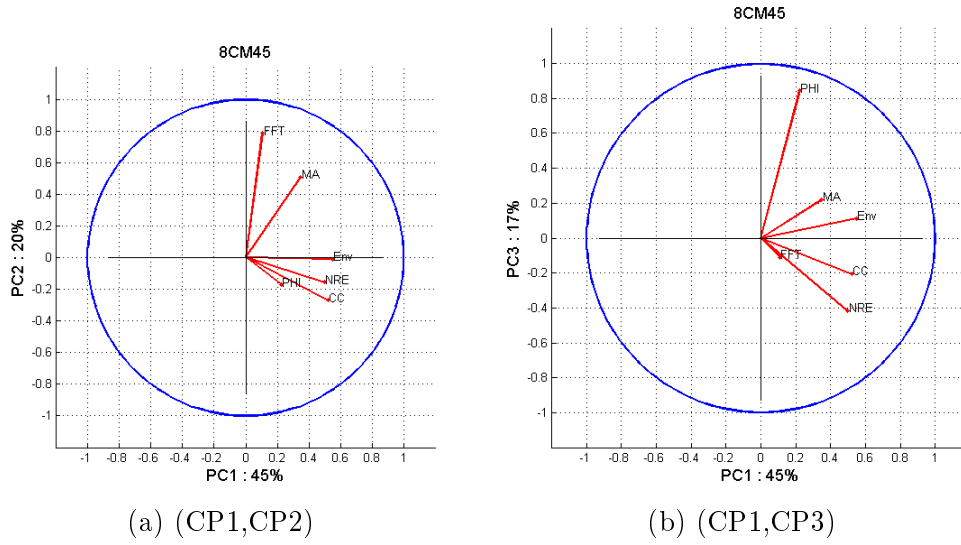 8CM45
1
0.8
0.6
0.4
0.2
0
-0.2
-0.4
-0.6
-0.8
-1
PC2 : 20%
FFT
MA
Env
NRE
PHI
CC
-1 -0.8 -0.6 -0.4 -0.2 0 0.2 0.4 0.6 0.8 1
PC1 : 45%
(a) (CP1,CP2)
8CM45
1
0.8
0.6
0.4
0.2
0
-0.2
-0.4
-0.6
-0.8
-1
PC3 : 17%
PHI
MA
Env
FFT
CC
NRE
-1 -0.8 -0.6 -0.4 -0.2 0 0.2 0.4 0.6 0.8 1
PC1 : 45%
(b) (CP1,CP3)